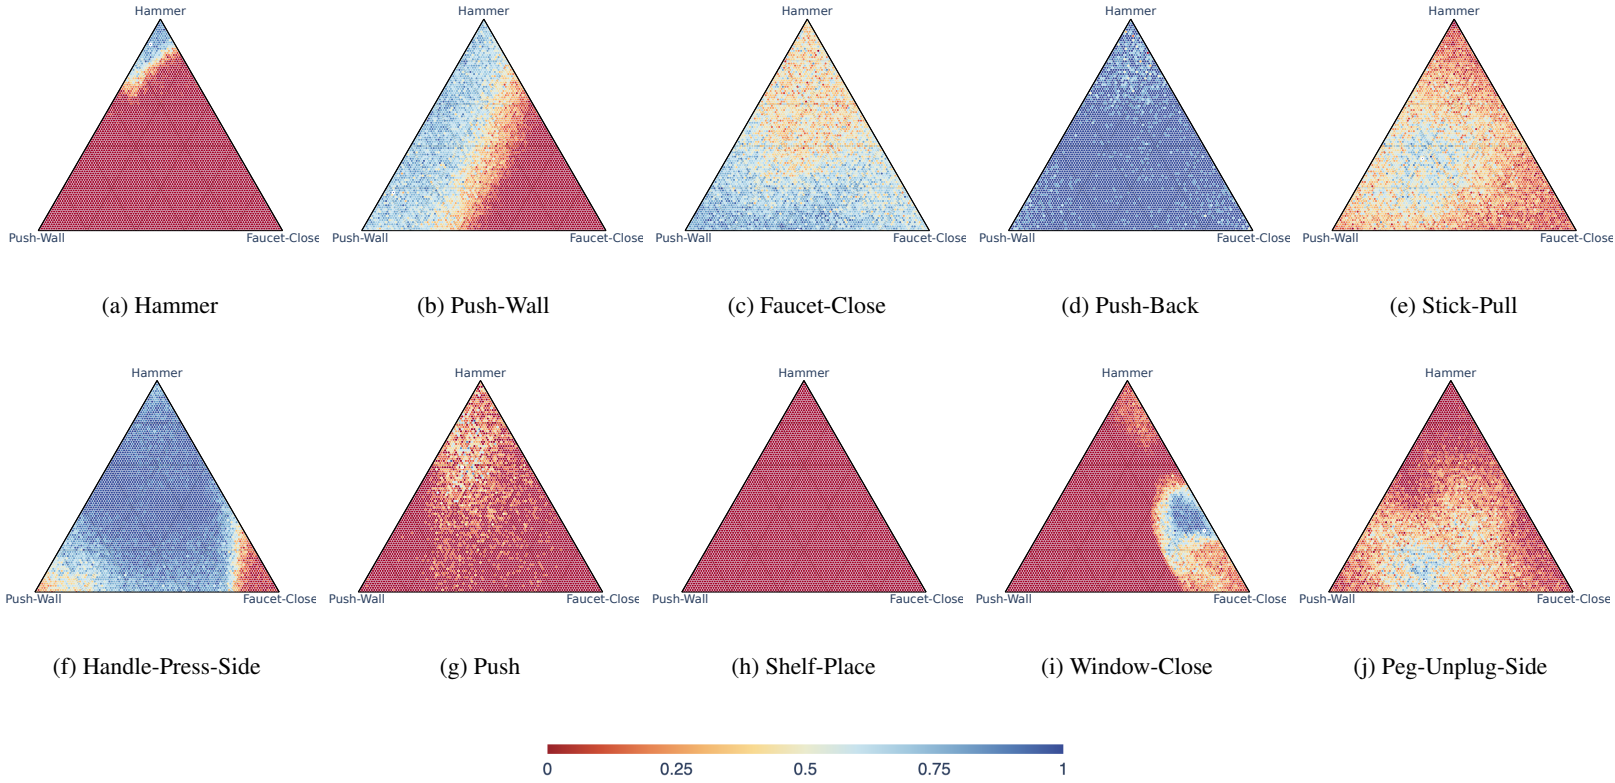 Hammer
Hammer
Hammer
Hammer
Hammer
Push-Wall Faucet-Close
Push-Wall Faucet-Close
Push-Wall Faucet-Close
Push-Wall Faucet-Close
Push-Wall Faucet-Close
(a) Hammer
(b) Push-Wall
(c) Faucet-Close
(d) Push-Back
(e) Stick-Pull
Hammer
Hammer
Hammer
Hammer
Hammer
Push-Wall Faucet-Close
Push-Wall Faucet-Close
Push-Wall Faucet-Close
Push-Wall Faucet-Close
Push-Wall Faucet-Close
(f) Handle-Press-Side
(g) Push
(h) Shelf-Place
(i) Window-Close
(j) Peg-Unplug-Side
0 0.25 0.5 0.75 1